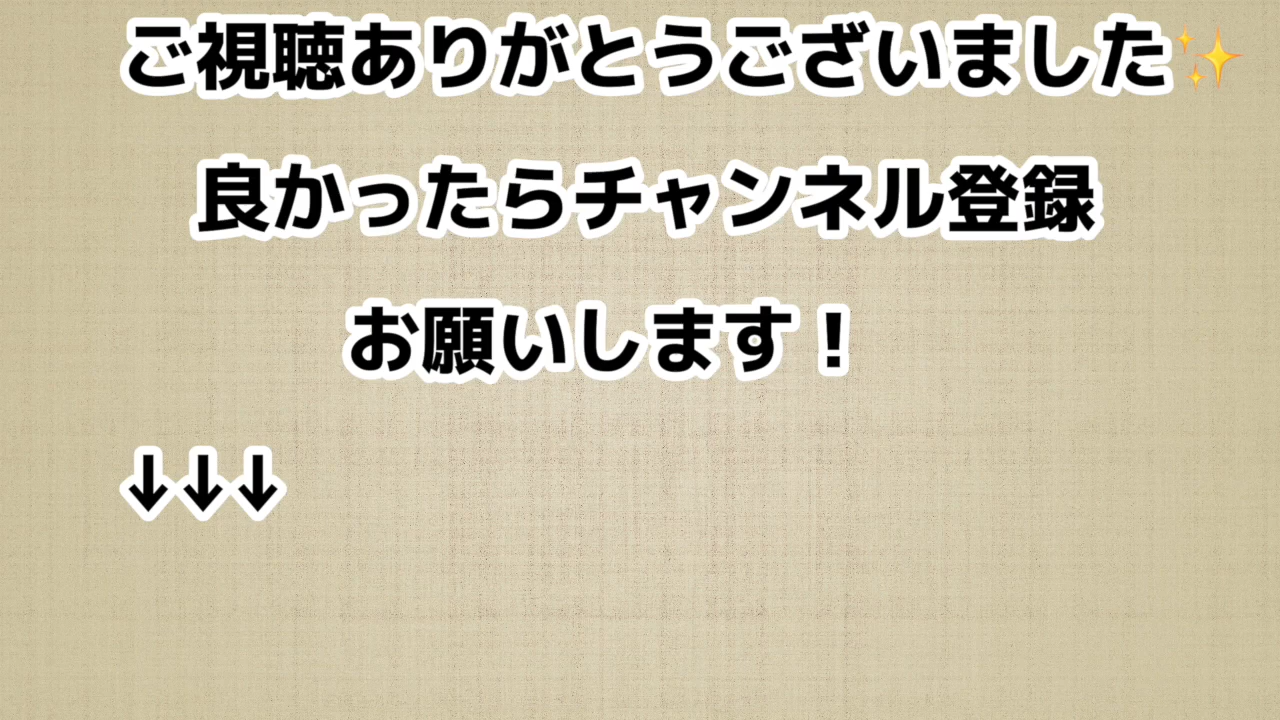 ご視聴ありがとうございました✨
良かったらチャンネル登録
お願いします！
↓↓↓